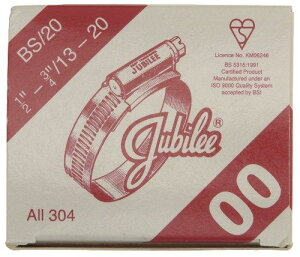 BS/20
½" – ¾"/13 – 20
JUBILEE
Licence No. KM06246
BS 5315:1991
Certified Product
Manufactured under an
ISO 9000 Quality System
accepted by BSI
Jubilee®
All 304
00